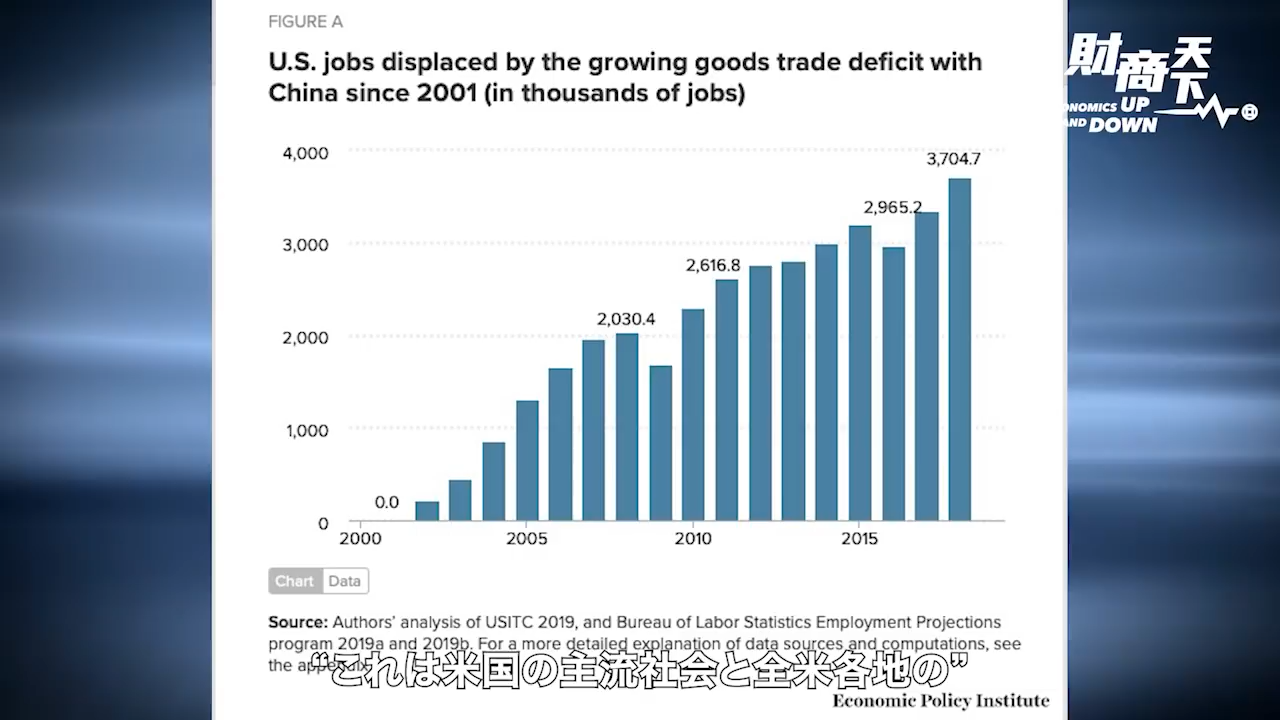 FIGURE A
U.S. jobs displaced by the growing goods trade deficit with
China since 2001 (in thousands of jobs)
財商天下
ONOMICS UP
AND DOWN
4,000
3,000
2,000
1,000
0
0.0
2,030.4
2,616.8
2,965.2
3,704.7
2000
2005
2010
2015
Chart
Data
Source: Authors' analysis of USITC 2019, and Bureau of Labor Statistics Employment Projections
program 2019a and 2019b. For a more detailed explanation of data sources and computations, see
the
“これは米国の主流社会と全米各地の”
Economic Policy Institute